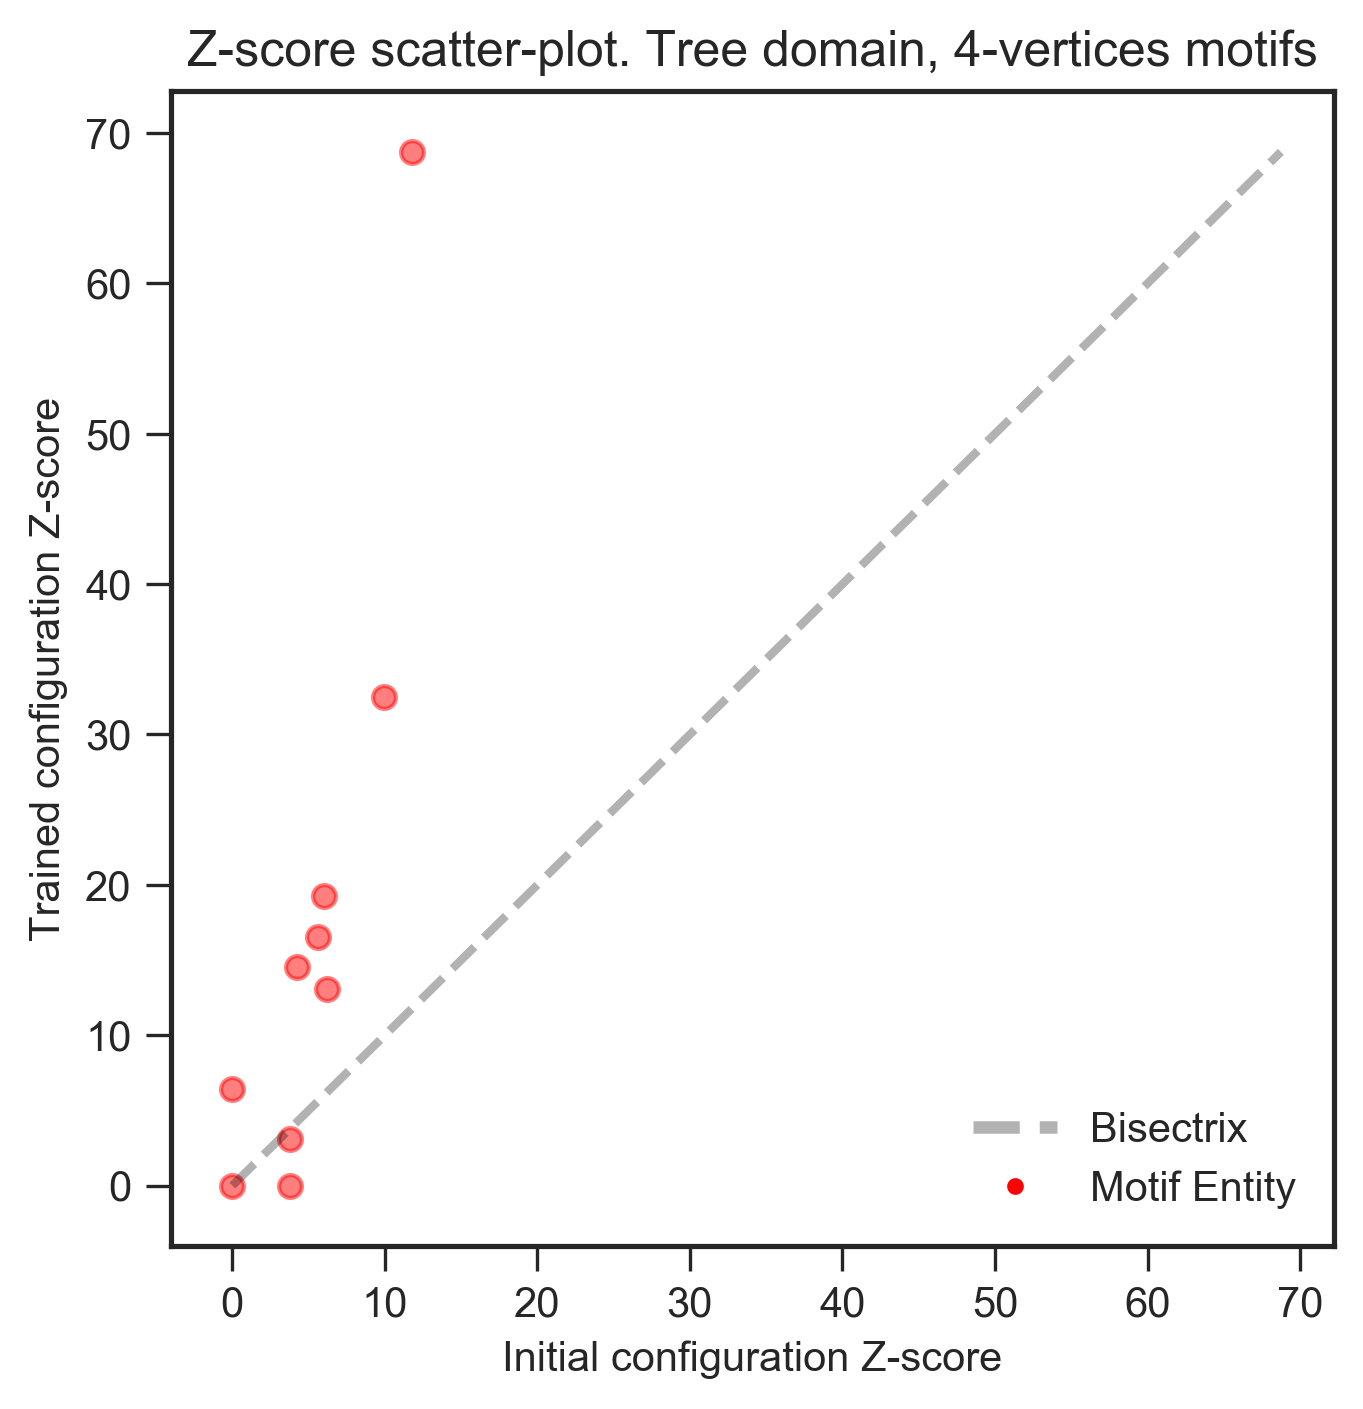 Z-score scatter-plot. Tree domain, 4-vertices motifs
Trained configuration Z-score
70
60
50
40
30
20
10
0
Bisectrix
Motif Entity
0 10 20 30 40 50 60 70
Initial configuration Z-score